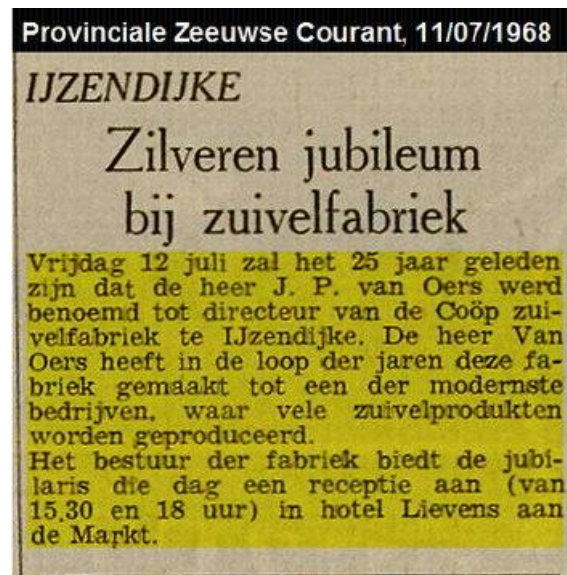 Provinciale Zeeuwse Courant, 11/07/1968
IJZENDIJKE
Zilveren jubileum
bij zuivelfabriek
Vrijdag 12 juli zal het 25 jaar geleden
zijn dat de heer J. P. van Oers werd
benoemd tot directeur van de Coöp zui-
velfabriek te IJzendijke. De heer Van
Oers heeft in de loop der jaren deze fa-
briek gemaakt tot een der modernste
bedrijven, waar vele zuivelprodukten
worden geproduceerd.
Het bestuur der fabriek biedt de jubi-
laris die dag een receptie aan (van
15.30 en 18 uur) in hotel Lievens aan
de Markt.